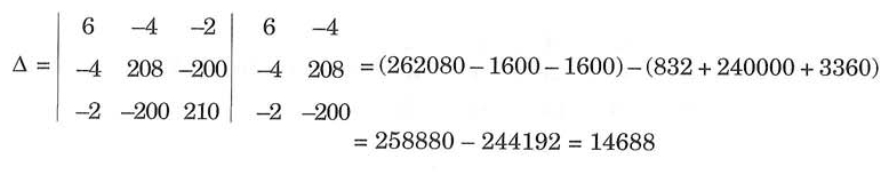 6 –4 –2 6 –4
Δ = –4 208 –200 –4 208 = (262080 – 1600 – 1600) – (832 + 240000 + 3360)
–2 –200 210 –2 –200
= 258880 – 244192 = 14688